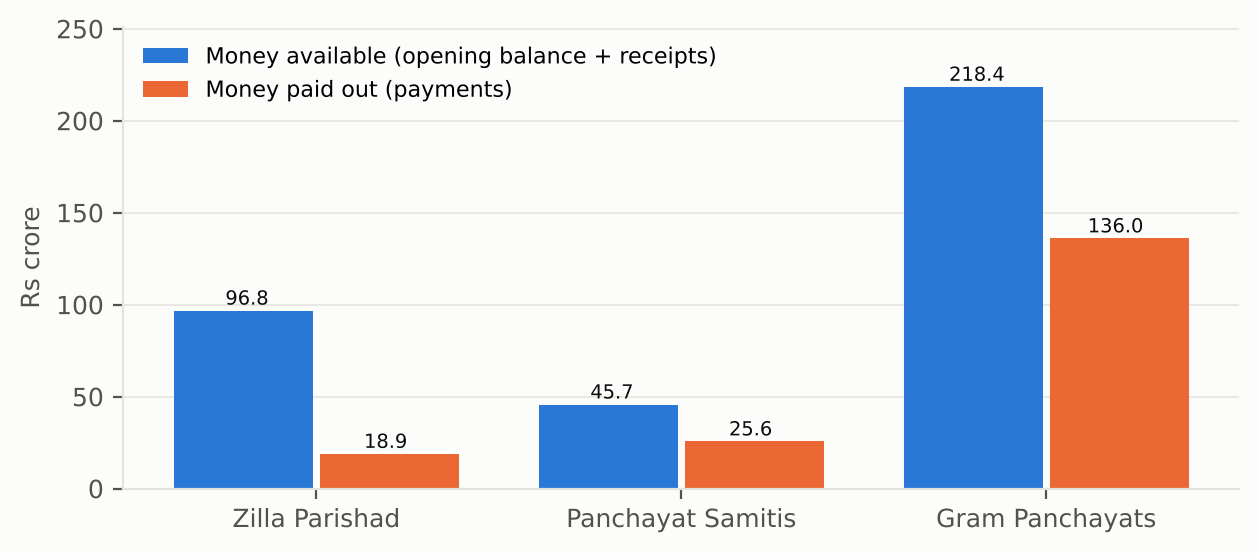 Money available (opening balance + receipts)
Money paid out (payments)
Rs crore
250
200
150
100
50
0
96.8
18.9
45.7
25.6
218.4
136.0
Zilla Parishad
Panchayat Samitis
Gram Panchayats